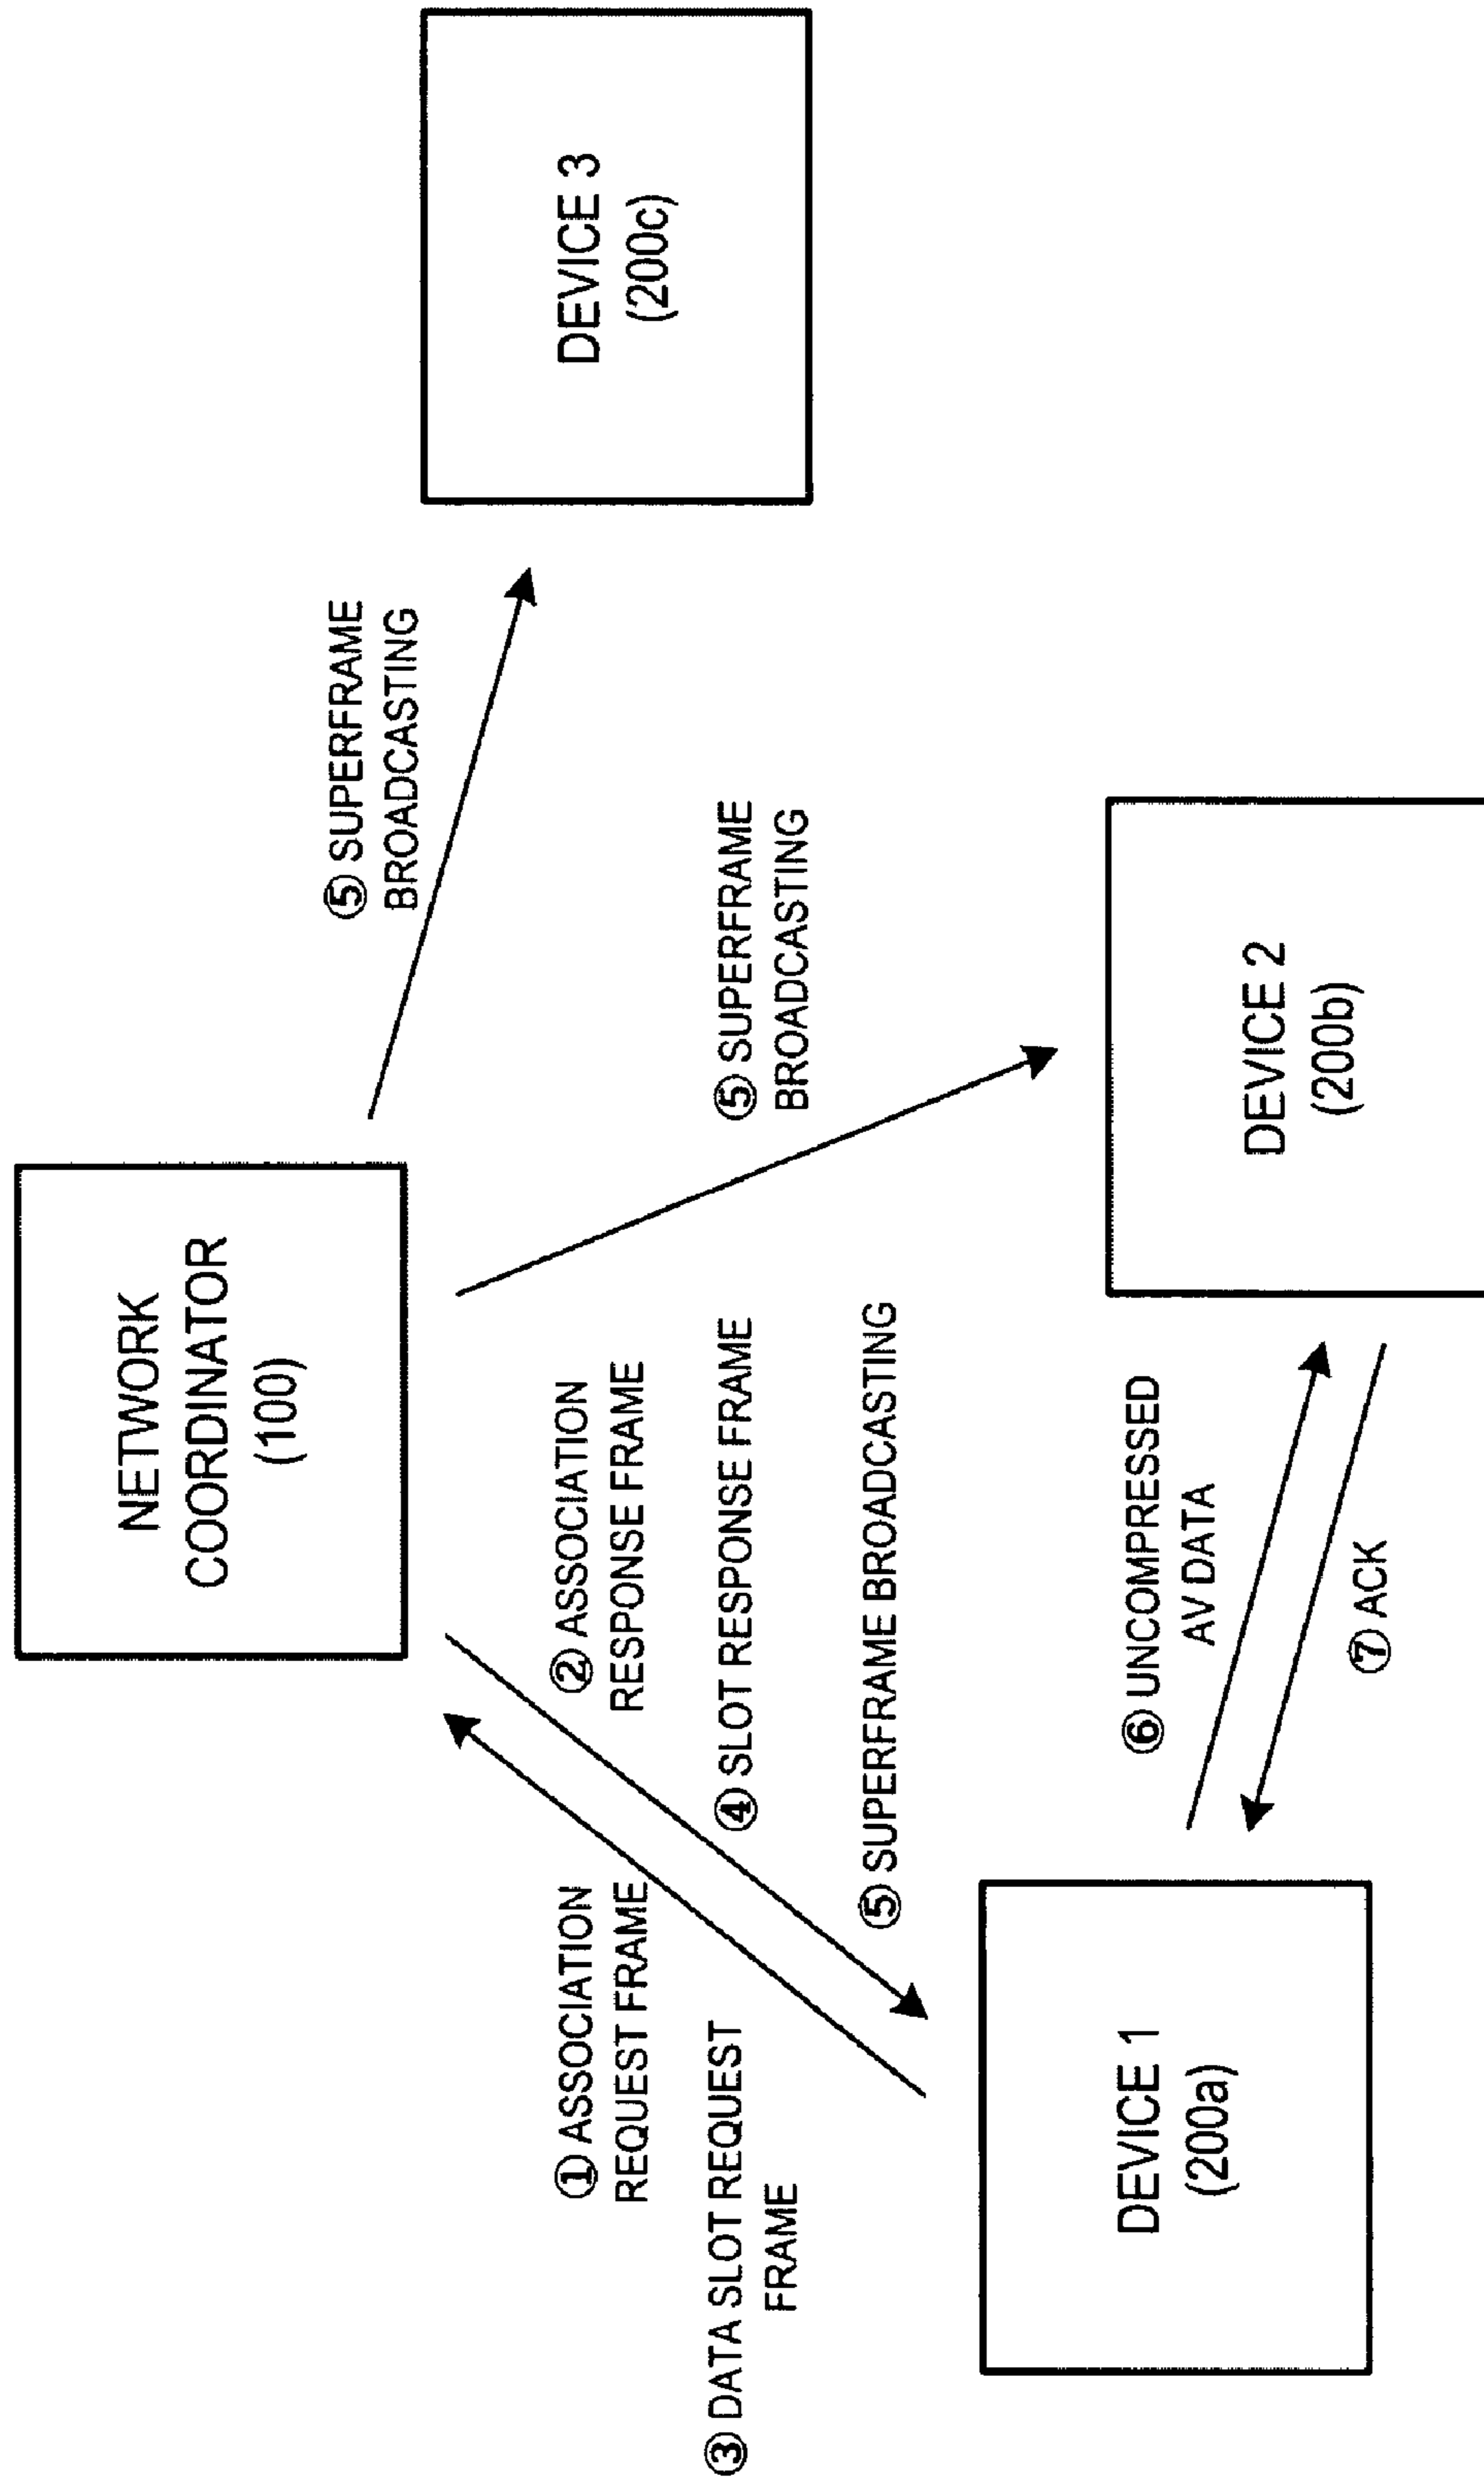 NETWORK
COORDINATOR
(100)
① ASSOCIATION
REQUEST FRAME
② ASSOCIATION
RESPONSE FRAME
③ DATA SLOT REQUEST
FRAME
④ SLOT RESPONSE FRAME
⑤ SUPERFRAME BROADCASTING
⑤ SUPERFRAME
BROADCASTING
⑤ SUPERFRAME
BROADCASTING
DEVICE 3
(200c)
DEVICE 1
(200a)
⑥ UNCOMPRESSED
AV DATA
⑦ ACK
DEVICE 2
(200b)